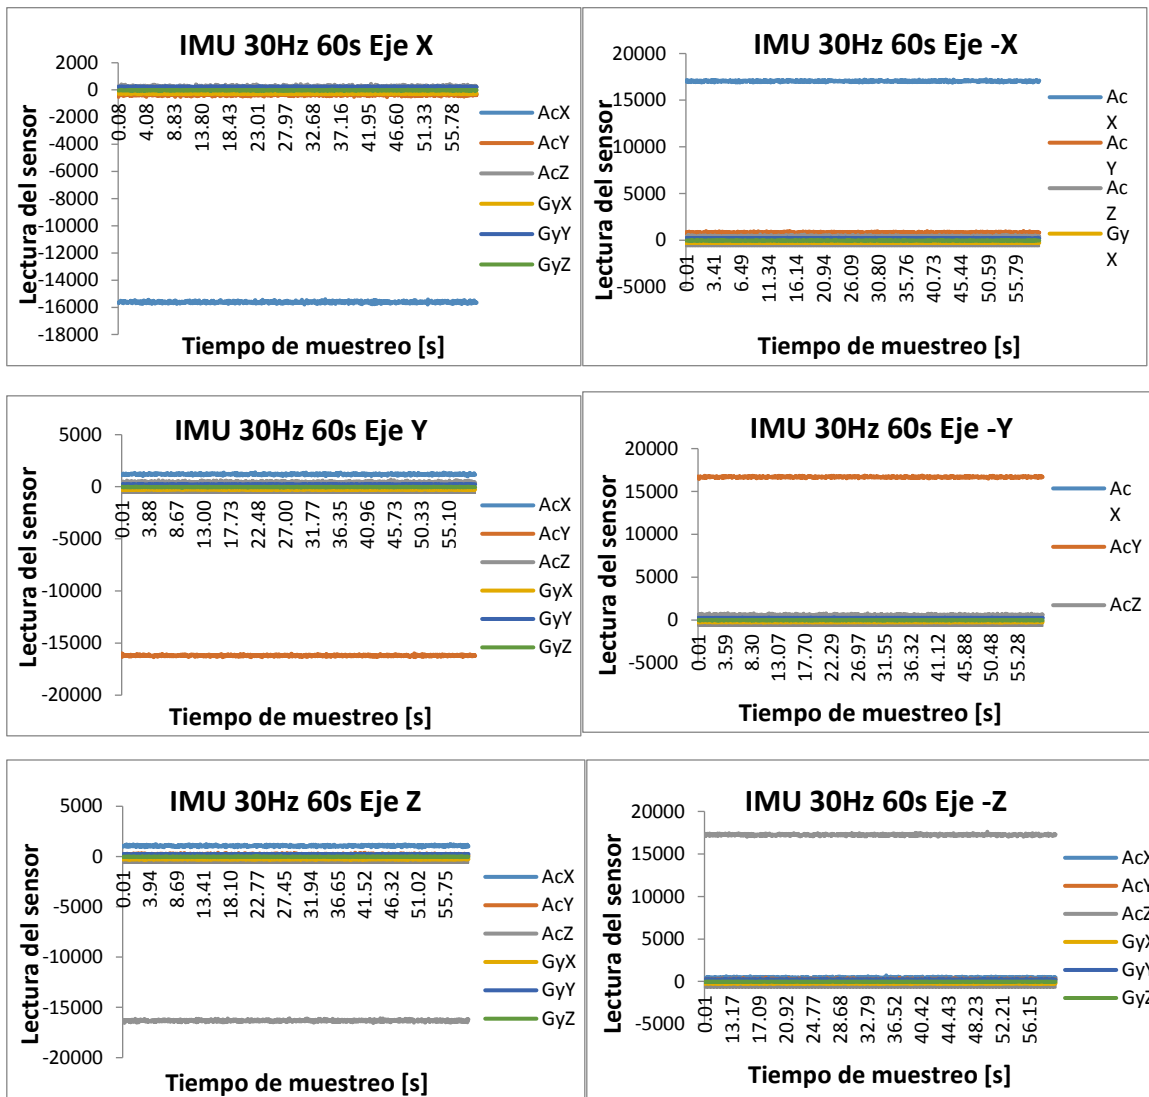 IMU 30Hz 60s Eje X
Lectura del sensor
2000
0
-2000
-4000
-6000
-8000
-10000
-12000
-14000
-16000
-18000
0.08
4.08
8.83
13.80
18.43
23.01
27.97
32.68
37.16
41.95
46.60
51.33
55.78
AcX
AcY
AcZ
GyX
GyY
GyZ
Tiempo de muestreo [s]
IMU 30Hz 60s Eje -X
Lectura del sensor
20000
15000
10000
5000
0
-5000
0.01
3.41
6.49
11.34
16.14
20.94
26.09
30.80
35.76
40.73
45.44
50.59
55.79
Ac
X
Ac
Y
Ac
Z
Gy
X
Tiempo de muestreo [s]
IMU 30Hz 60s Eje Y
Lectura del sensor
5000
0
-5000
-10000
-15000
-20000
0.01
3.88
8.67
13.00
17.73
22.48
27.00
31.77
36.35
40.96
45.73
50.33
55.10
AcX
AcY
AcZ
GyX
GyY
GyZ
Tiempo de muestreo [s]
IMU 30Hz 60s Eje -Y
Lectura del sensor
20000
15000
10000
5000
0
-5000
0.01
3.59
8.30
13.07
17.70
22.29
26.97
31.55
36.32
41.12
45.88
50.48
55.28
Ac
X
AcY
AcZ
Tiempo de muestreo [s]
IMU 30Hz 60s Eje Z
Lectura del sensor
5000
0
-5000
-10000
-15000
-20000
0.01
3.94
8.69
13.41
18.10
22.77
27.45
31.94
36.65
41.52
46.32
51.02
55.75
AcX
AcY
AcZ
GyX
GyY
GyZ
Tiempo de muestreo [s]
IMU 30Hz 60s Eje -Z
Lectura del sensor
20000
15000
10000
5000
0
-5000
0.01
13.17
17.09
20.92
24.77
28.68
32.79
36.52
40.42
44.43
48.23
52.21
56.15
AcX
AcY
AcZ
GyX
GyY
GyZ
Tiempo de muestreo [s]